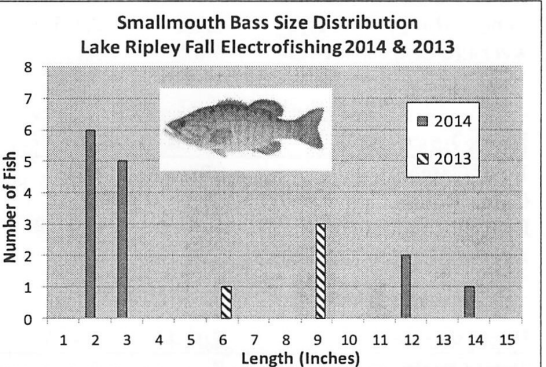 Smallmouth Bass Size Distribution
Lake Ripley Fall Electrofishing 2014 & 2013
8
7
6
5
4
3
2
1
0
Number of Fish
2014
2013
1 2 3 4 5 6 7 8 9 10 11 12 13 14 15
Length (Inches)